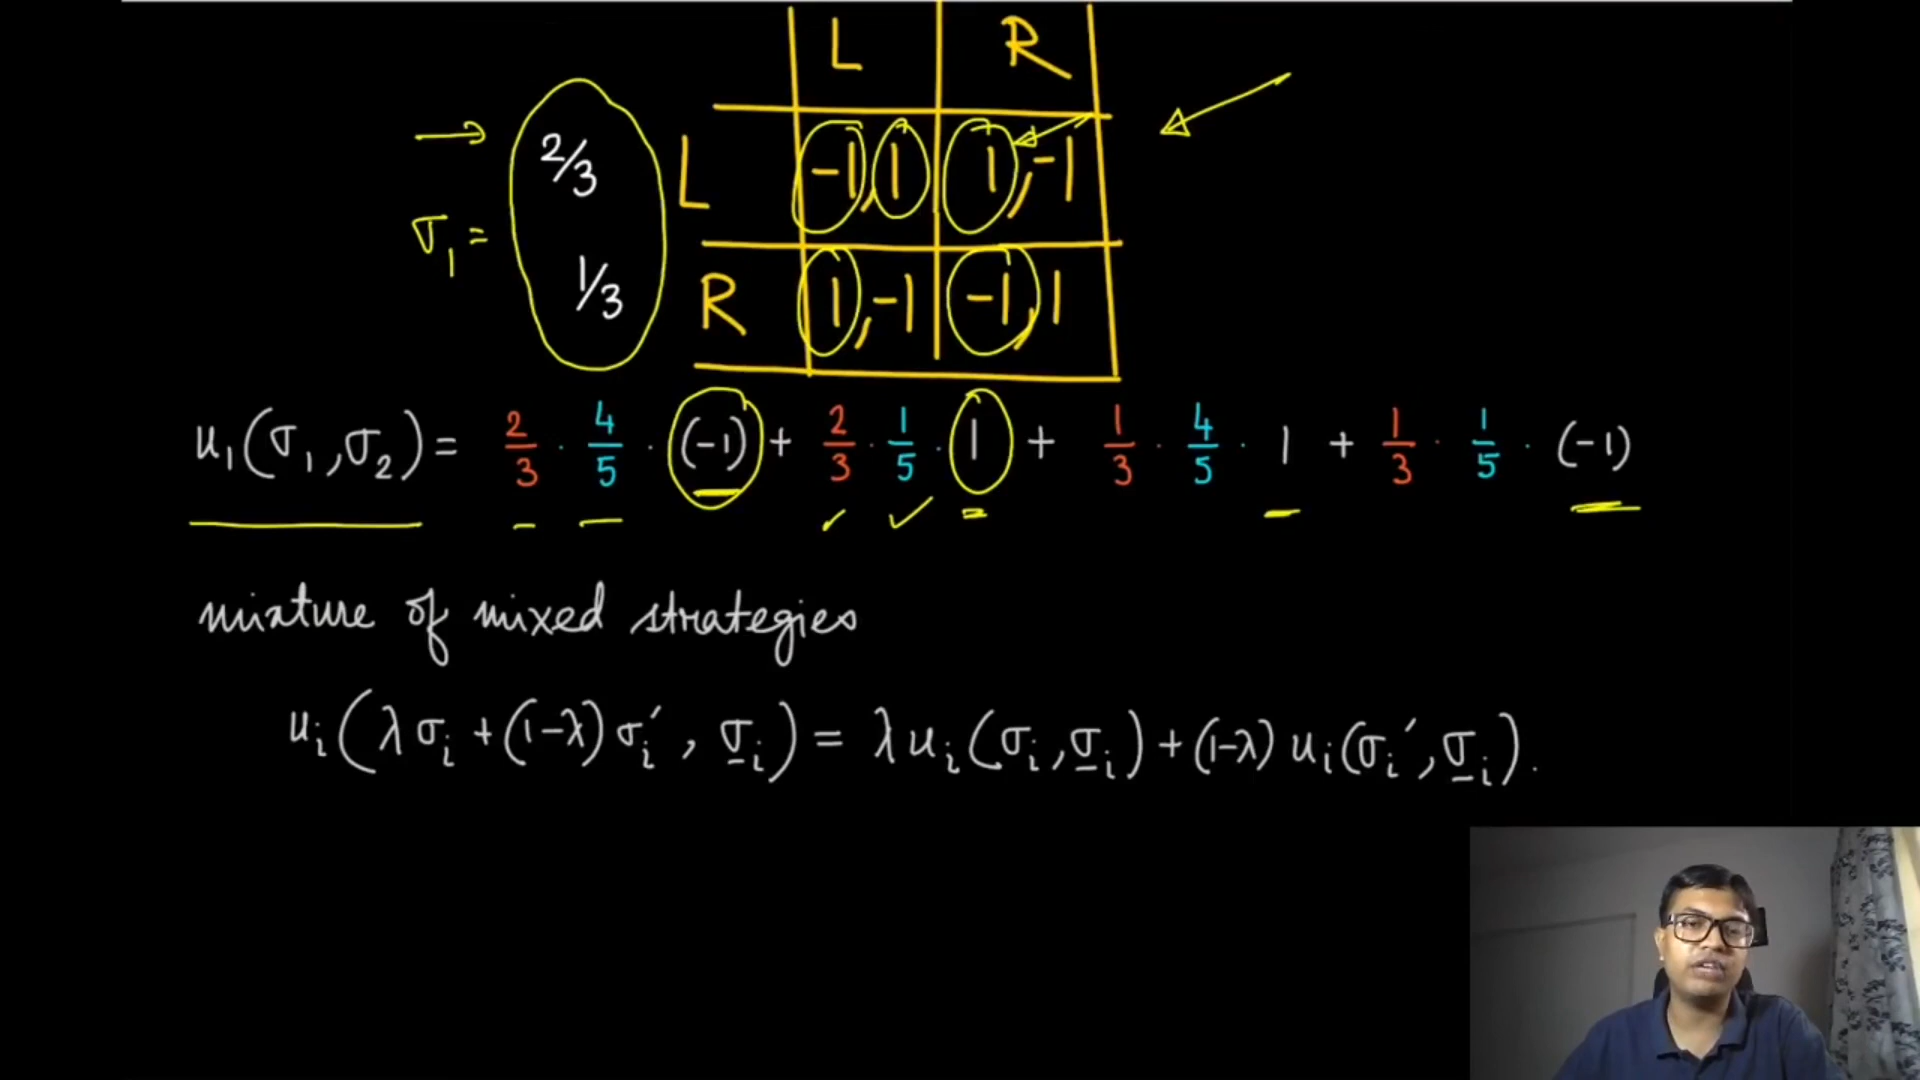 L R
→ 2/3 L -1, 1 1, -1
σ₁ =
1/3 R 1, -1 -1, 1
u₁(σ₁, σ₂) = 2/3 · 4/5 · (-1) + 2/3 · 1/5 · 1 + 1/3 · 4/5 · 1 + 1/3 · 1/5 · (-1)
mixture of mixed strategies
uᵢ(λσᵢ + (1-λ)σᵢ′, σ₋ᵢ) = λuᵢ(σᵢ, σ₋ᵢ) + (1-λ)uᵢ(σᵢ′, σ₋ᵢ).